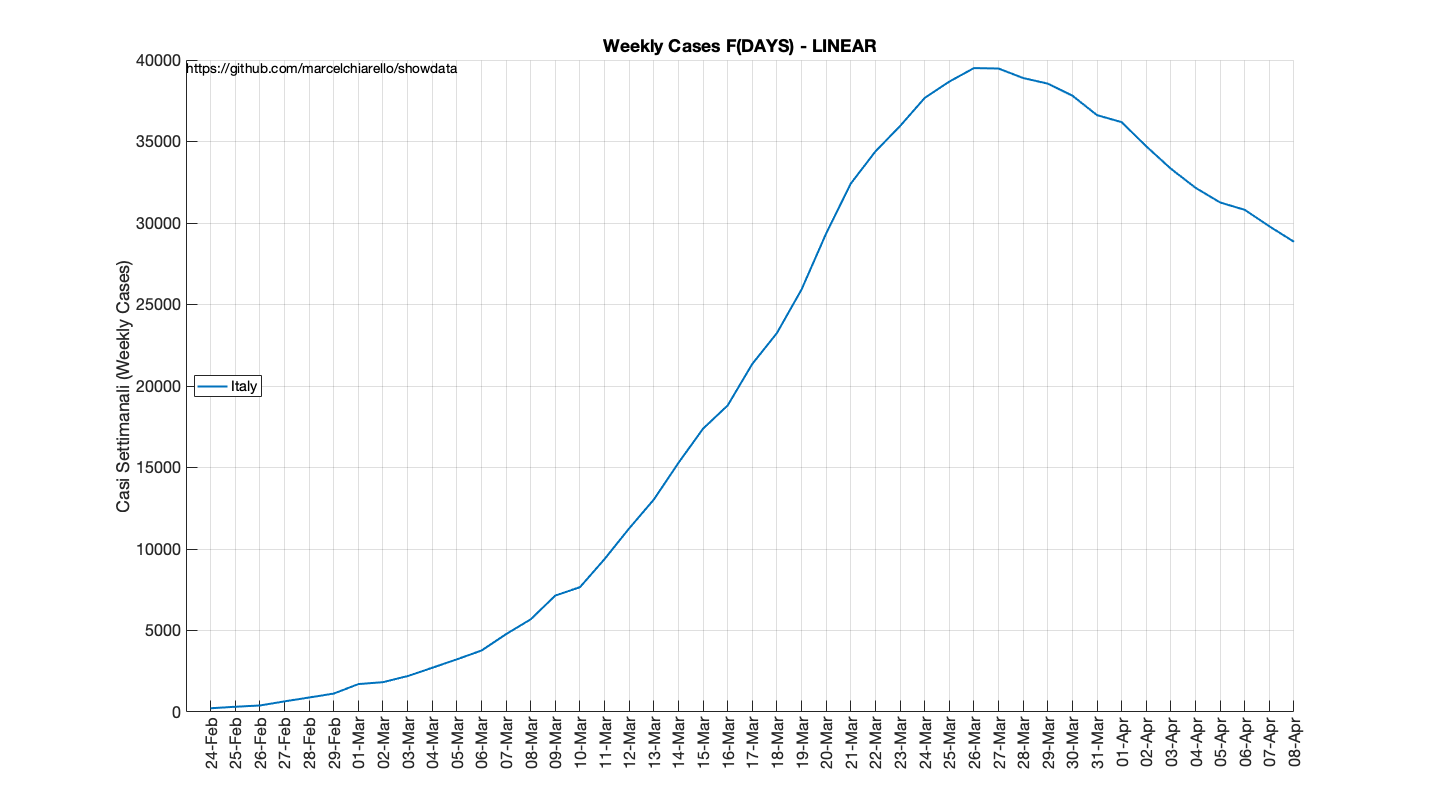 Weekly Cases F(DAYS) - LINEAR
https://github.com/marcelchiarello/showdata
Casi Settimanali (Weekly Cases)
40000
35000
30000
25000
20000
15000
10000
5000
0
Italy
24-Feb
25-Feb
26-Feb
27-Feb
28-Feb
29-Feb
01-Mar
02-Mar
03-Mar
04-Mar
05-Mar
06-Mar
07-Mar
08-Mar
09-Mar
10-Mar
11-Mar
12-Mar
13-Mar
14-Mar
15-Mar
16-Mar
17-Mar
18-Mar
19-Mar
20-Mar
21-Mar
22-Mar
23-Mar
24-Mar
25-Mar
26-Mar
27-Mar
28-Mar
29-Mar
30-Mar
31-Mar
01-Apr
02-Apr
03-Apr
04-Apr
05-Apr
06-Apr
07-Apr
08-Apr